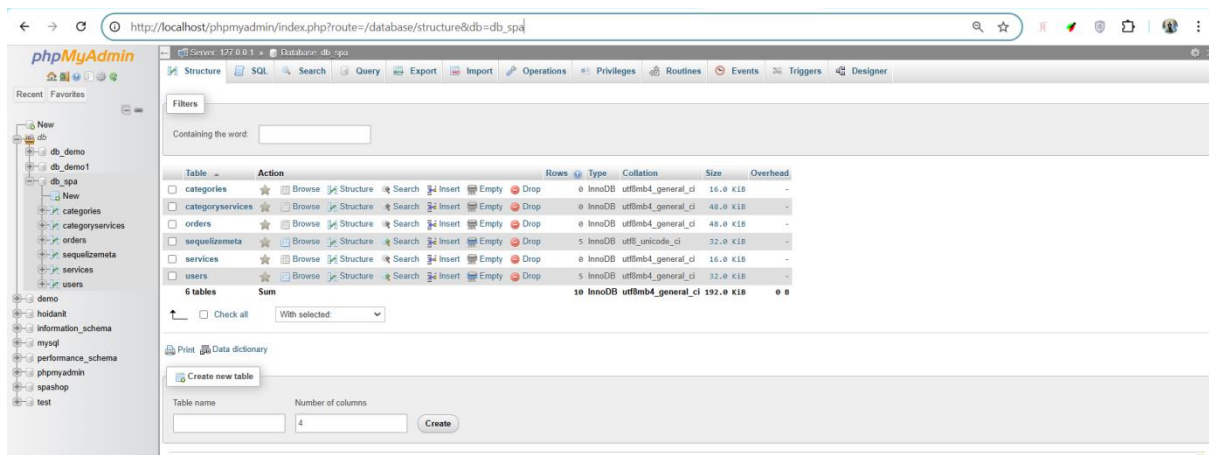 http://localhost/phpmyadmin/index.php?route=/database/structure&db=db_spa
phpMyAdmin
Recent Favorites
New
db
db_demo
db_demo1
db_spa
New
categories
categoryservices
orders
sequelizemeta
services
users
demo
hoidanit
information_schema
mysql
performance_schema
phpmyadmin
spashop
test
Server: 127.0.0.1 » Database: db_spa
Structure SQL Search Query Export Import Operations Privileges Routines Events Triggers Designer
Filters
Containing the word:
Table Action Rows Type Collation Size Overhead
categories Browse Structure Search Insert Empty Drop 0 InnoDB utf8mb4_general_ci 16.0 KiB -
categoryservices Browse Structure Search Insert Empty Drop 0 InnoDB utf8mb4_general_ci 48.0 KiB -
orders Browse Structure Search Insert Empty Drop 0 InnoDB utf8mb4_general_ci 48.0 KiB -
sequelizemeta Browse Structure Search Insert Empty Drop 5 InnoDB utf8_unicode_ci 32.0 KiB -
services Browse Structure Search Insert Empty Drop 0 InnoDB utf8mb4_general_ci 16.0 KiB -
users Browse Structure Search Insert Empty Drop 5 InnoDB utf8mb4_general_ci 32.0 KiB -
6 tables Sum 10 InnoDB utf8mb4_general_ci 192.0 KiB 0 B
Check all With selected:
Print Data dictionary
Create new table
Table name Number of columns
4 Create